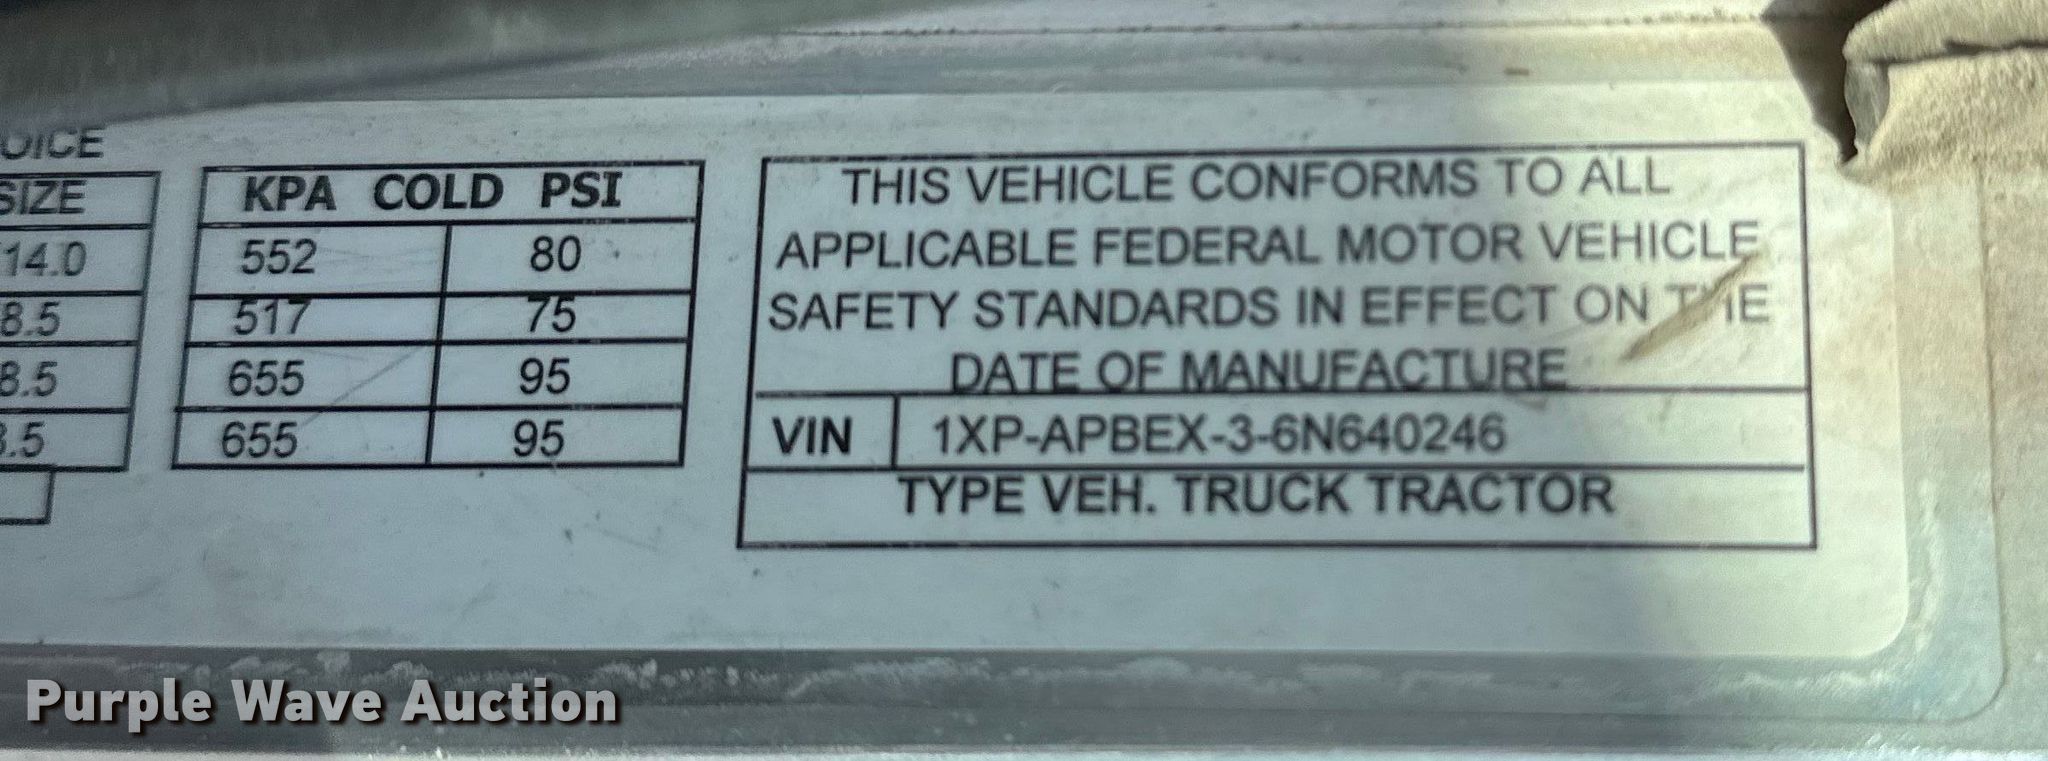 OICE
SIZE
14.0
8.5
8.5
3.5
KPA COLD PSI
552 80
517 75
655 95
655 95
THIS VEHICLE CONFORMS TO ALL
APPLICABLE FEDERAL MOTOR VEHICLE
SAFETY STANDARDS IN EFFECT ON THE
DATE OF MANUFACTURE
VIN 1XP-APBEX-3-6N640246
TYPE VEH. TRUCK TRACTOR
Purple Wave Auction